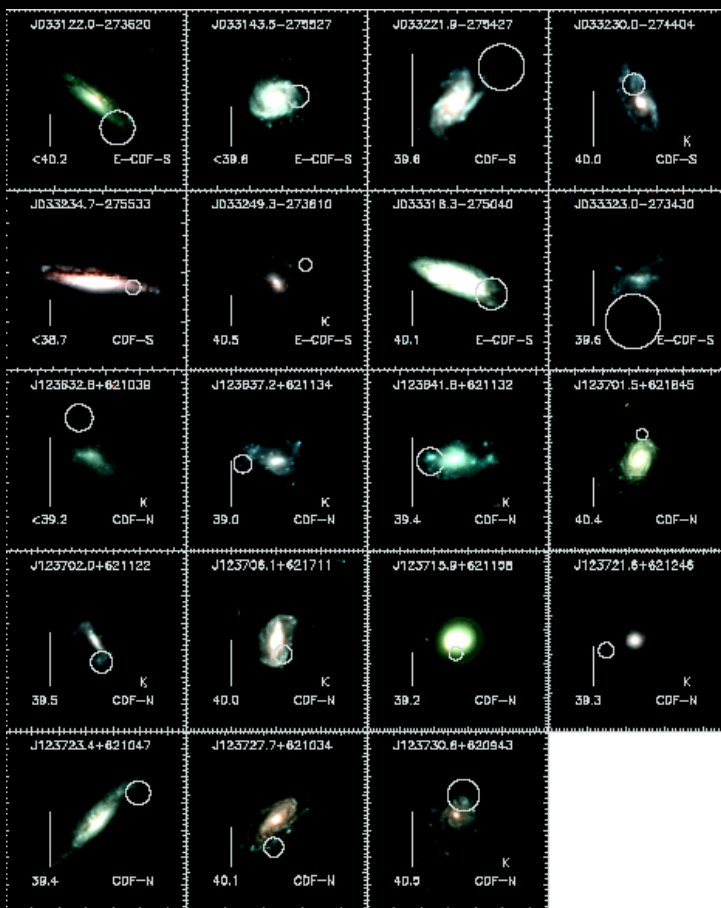 J033122.0-273620
<40.2 E-CDF-S
J033143.5-275527
<39.6 E-CDF-S
J033221.9-275427
39.6 CDF-S
J033230.0-274404
K
40.0 CDF-S
J033234.7-275533
<38.7 CDF-S
J033249.3-273610
K
40.5 E-CDF-S
J033316.3-275040
40.1 E-CDF-S
J033323.0-273430
39.6 E-CDF-S
J123632.6+621039
K
<39.2 CDF-N
J123637.2+621134
K
39.0 CDF-N
J123641.8+621132
K
39.4 CDF-N
J123701.5+621845
40.4 CDF-N
J123702.0+621122
K
39.5 CDF-N
J123706.1+621711
K
40.0 CDF-N
J123715.9+621158
39.2 CDF-N
J123721.6+621246
K
39.3 CDF-N
J123723.4+621047
39.4 CDF-N
J123727.7+621034
40.1 CDF-N
J123730.6+620943
K
40.5 CDF-N